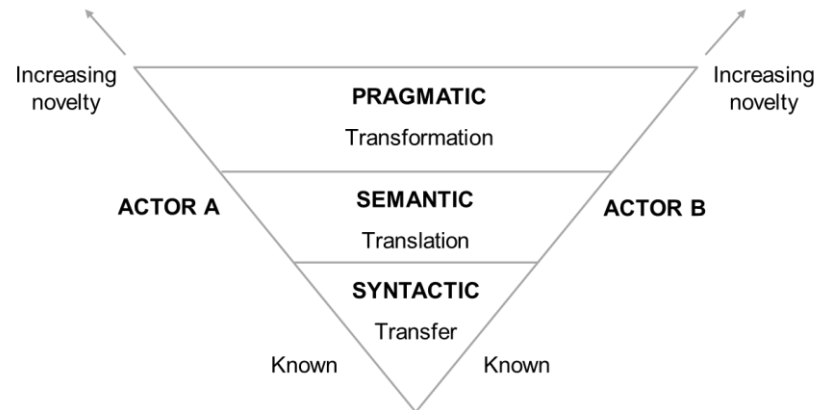 Increasing
novelty
Increasing
novelty
PRAGMATIC
Transformation
ACTOR A
SEMANTIC
Translation
ACTOR B
SYNTACTIC
Transfer
Known
Known